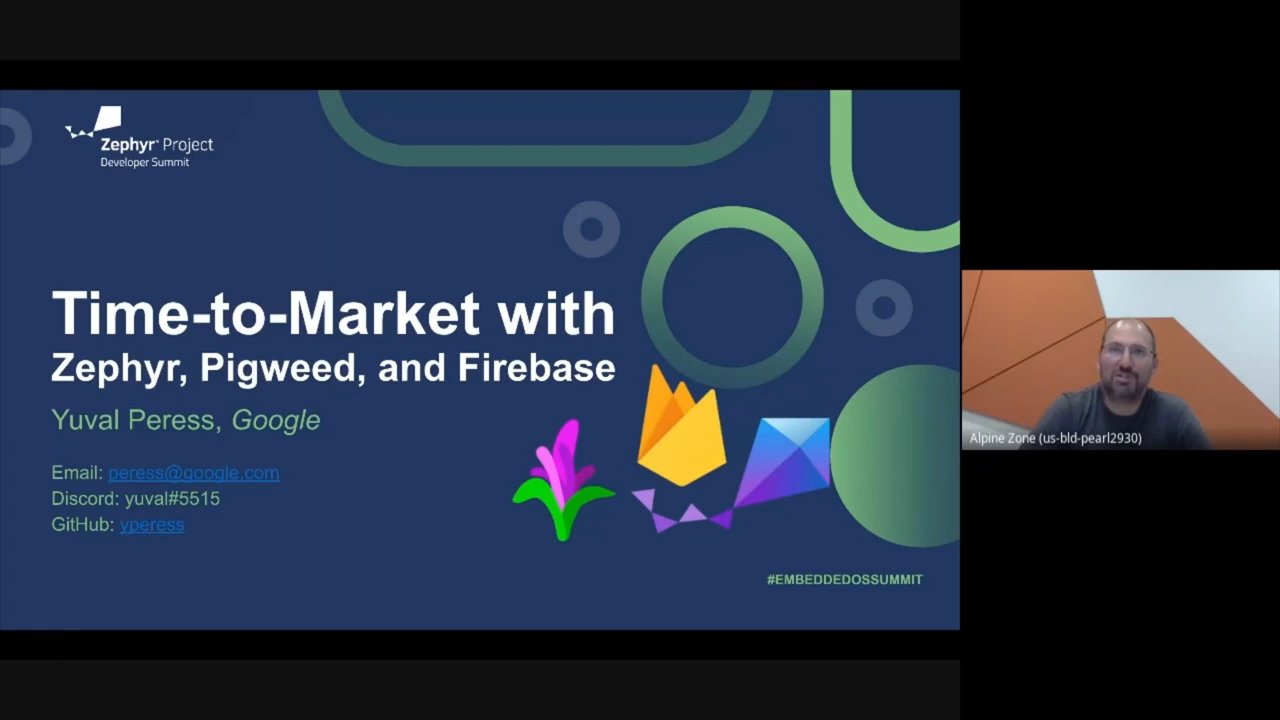 Zephyr® Project
Developer Summit
Time-to-Market with
Zephyr, Pigweed, and Firebase
Yuval Peress, Google
Email: peress@google.com
Discord: yuval#5515
GitHub: yperess
#EMBEDDEDOSSUMMIT
Alpine Zone (us-bld-pearl2930)